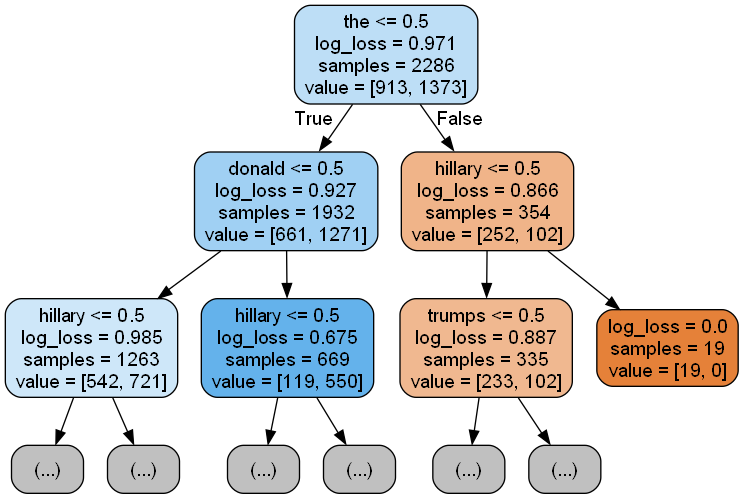 the <= 0.5
log_loss = 0.971
samples = 2286
value = [913, 1373]
True
False
donald <= 0.5
log_loss = 0.927
samples = 1932
value = [661, 1271]
hillary <= 0.5
log_loss = 0.866
samples = 354
value = [252, 102]
hillary <= 0.5
log_loss = 0.985
samples = 1263
value = [542, 721]
hillary <= 0.5
log_loss = 0.675
samples = 669
value = [119, 550]
trumps <= 0.5
log_loss = 0.887
samples = 335
value = [233, 102]
log_loss = 0.0
samples = 19
value = [19, 0]
(...)
(...)
(...)
(...)
(...)
(...)